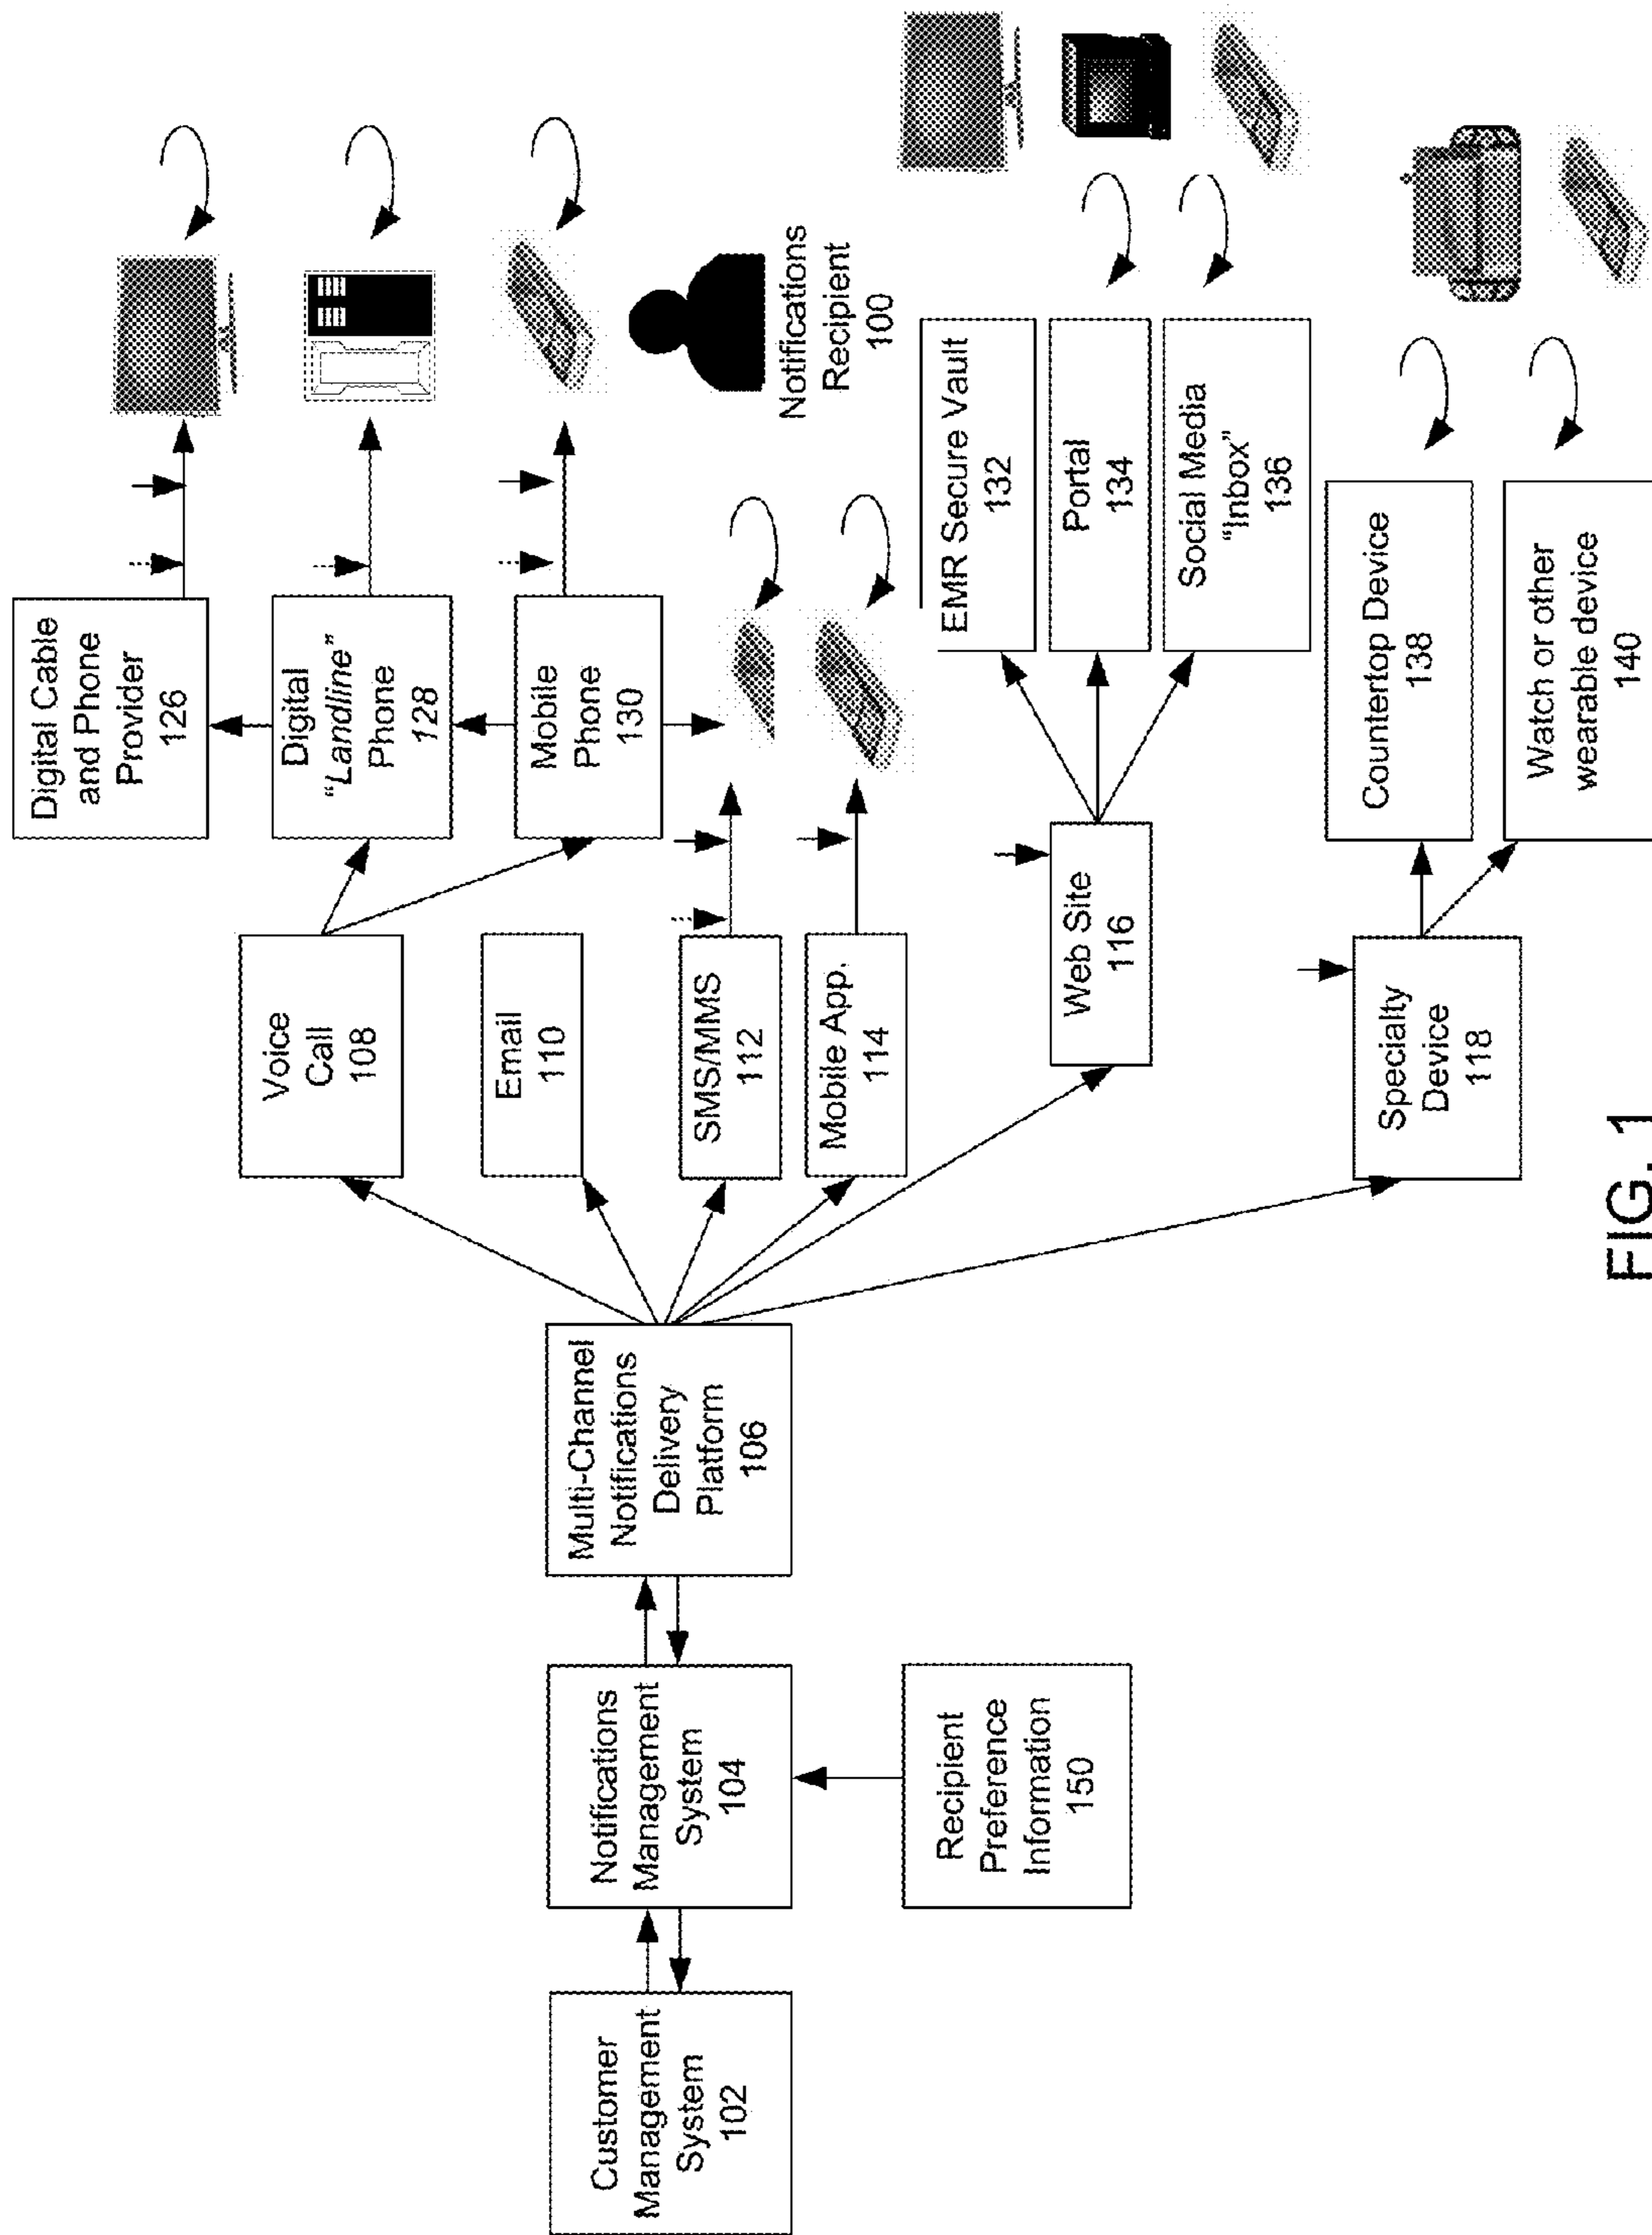 Customer
Management
System
102
Notifications
Management
System
104
Recipient
Preference
Information
150
Multi-Channel
Notifications
Delivery
Platform
106
Voice
Call
108
Email
110
SMS/MMS
112
Mobile App.
114
Web Site
116
Specialty
Device
118
Digital Cable
and Phone
Provider
126
Digital
“Landline”
Phone
128
Mobile
Phone
130
Notifications
Recipient
100
EMR Secure Vault
132
Portal
134
Social Media
“Inbox”
136
Countertop Device
138
Watch or other
wearable device
140
FIG. 1